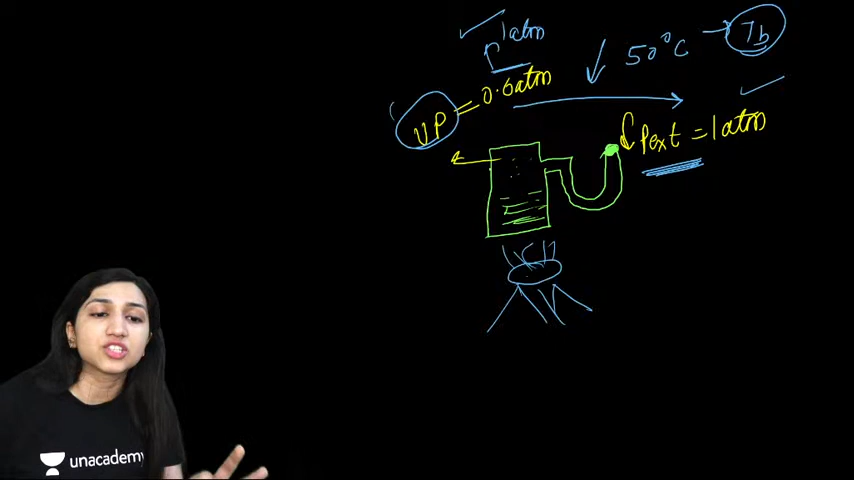 1atm
50°C → Tb
VP = 0.6atm
Pext = 1atm
unacademy